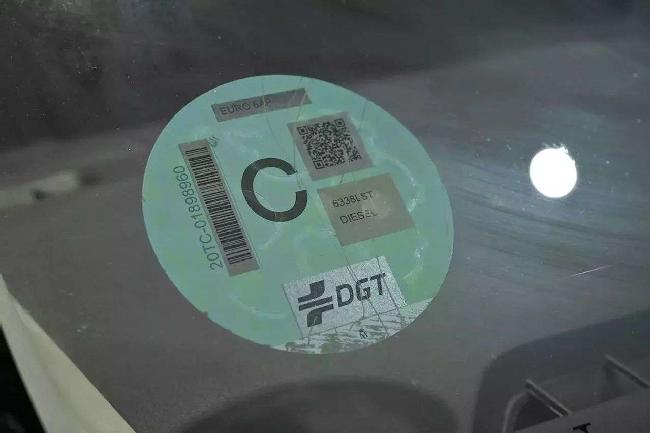 EURO 6AP
C
6338LST
DIESEL
20TC-01898960
DGT